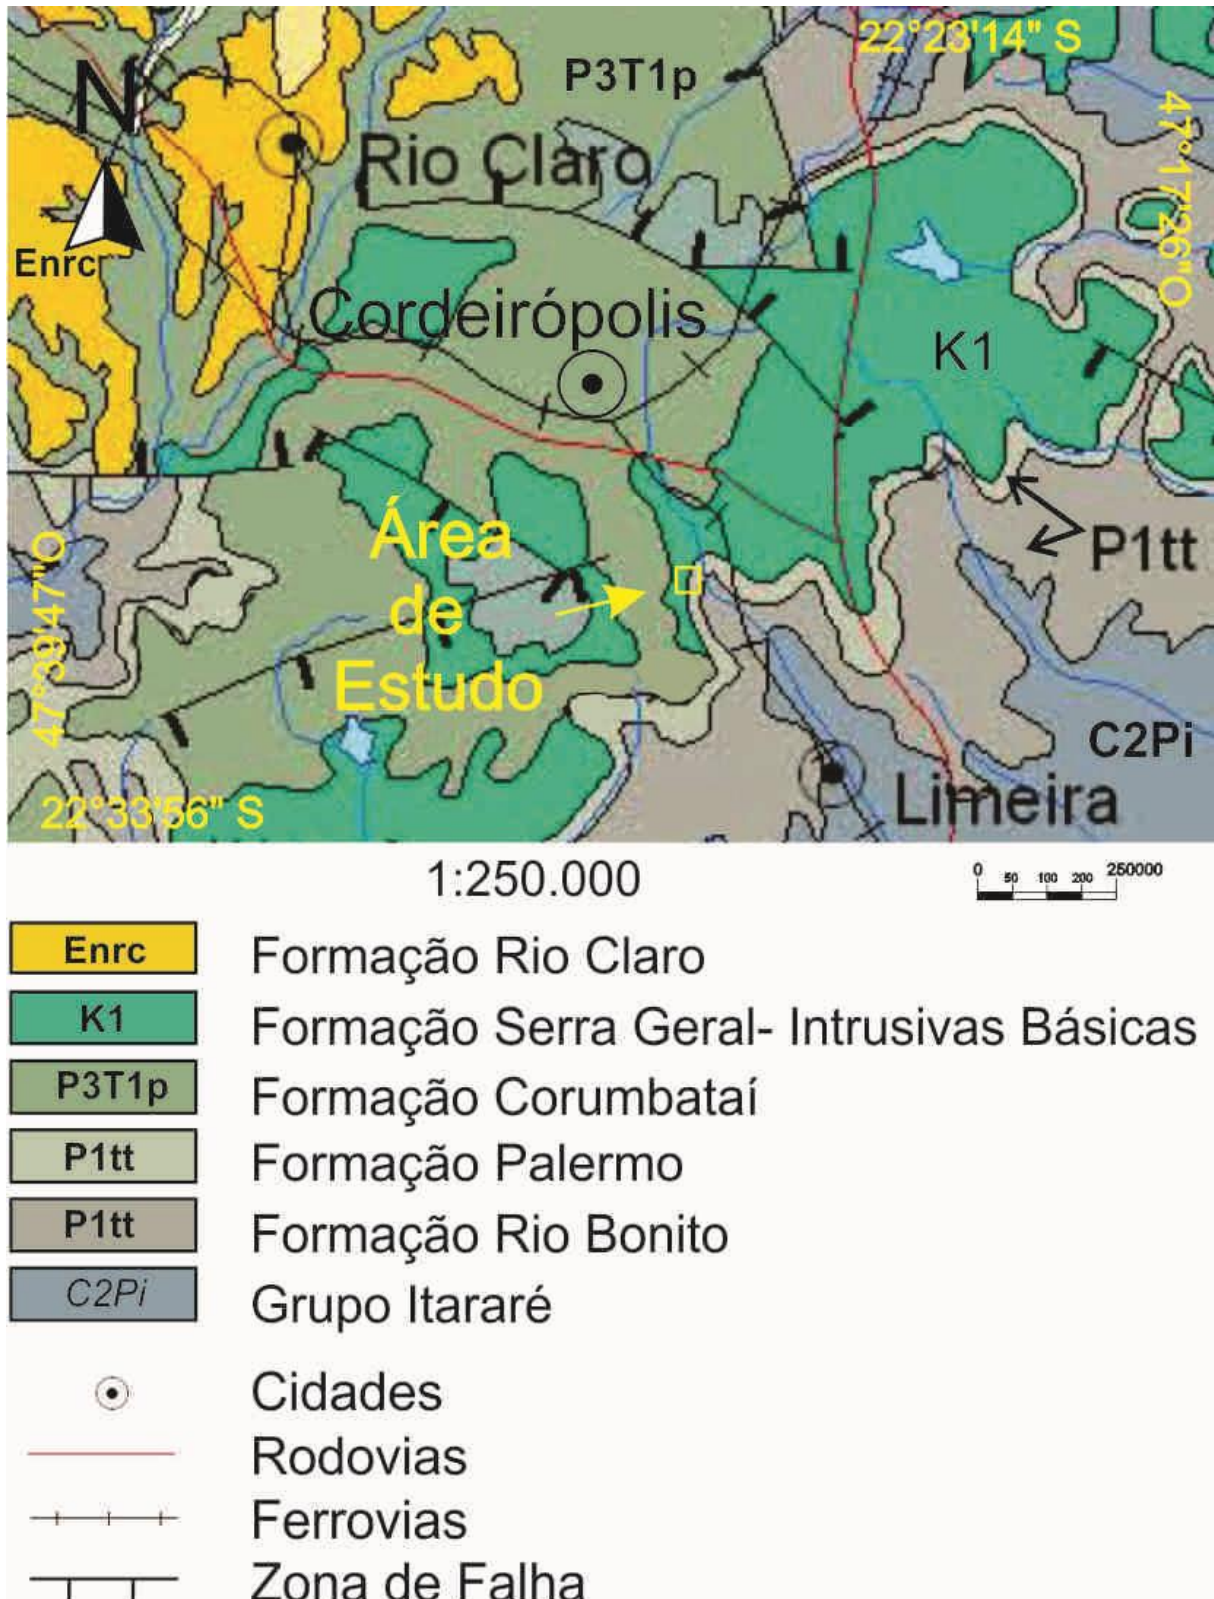 22°23'14" S
P3T1p
N
47°17'26"O
Rio Claro
Enrc
Cordeirópolis
K1
Área
de
Estudo
P1tt
47°39'47"O
C2Pi
22°33'56" S
Limeira
1:250.000
0 50 100 200 250000
Enrc Formação Rio Claro
K1 Formação Serra Geral- Intrusivas Básicas
P3T1p Formação Corumbataí
P1tt Formação Palermo
P1tt Formação Rio Bonito
C2Pi Grupo Itararé
Cidades
Rodovias
Ferrovias
Zona de Falha